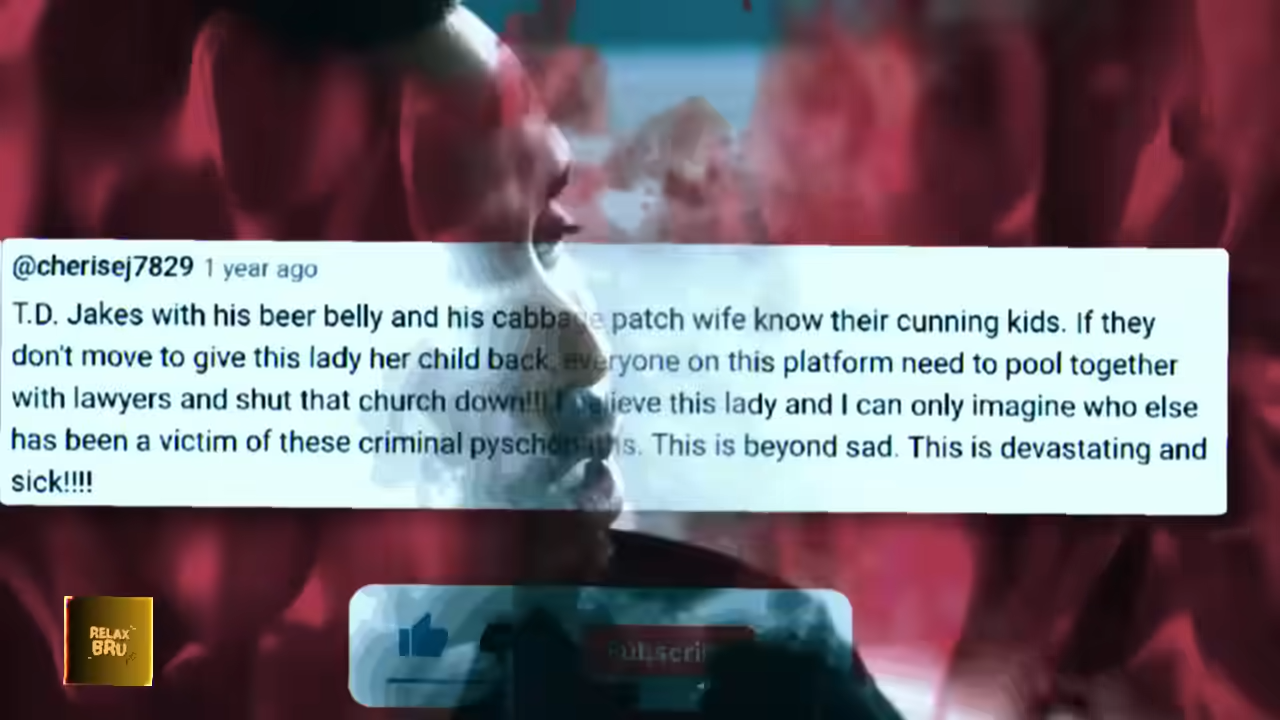 @cherisej7829 1 year ago
T.D. Jakes with his beer belly and his cabbage patch wife know their cunning kids. If they
don't move to give this lady her child back, everyone on this platform need to pool together
with lawyers and shut that church down!!!! I believe this lady and I can only imagine who else
has been a victim of these criminal pyschopaths. This is beyond sad. This is devastating and
sick!!!!
RELAX
BRU
Subscri